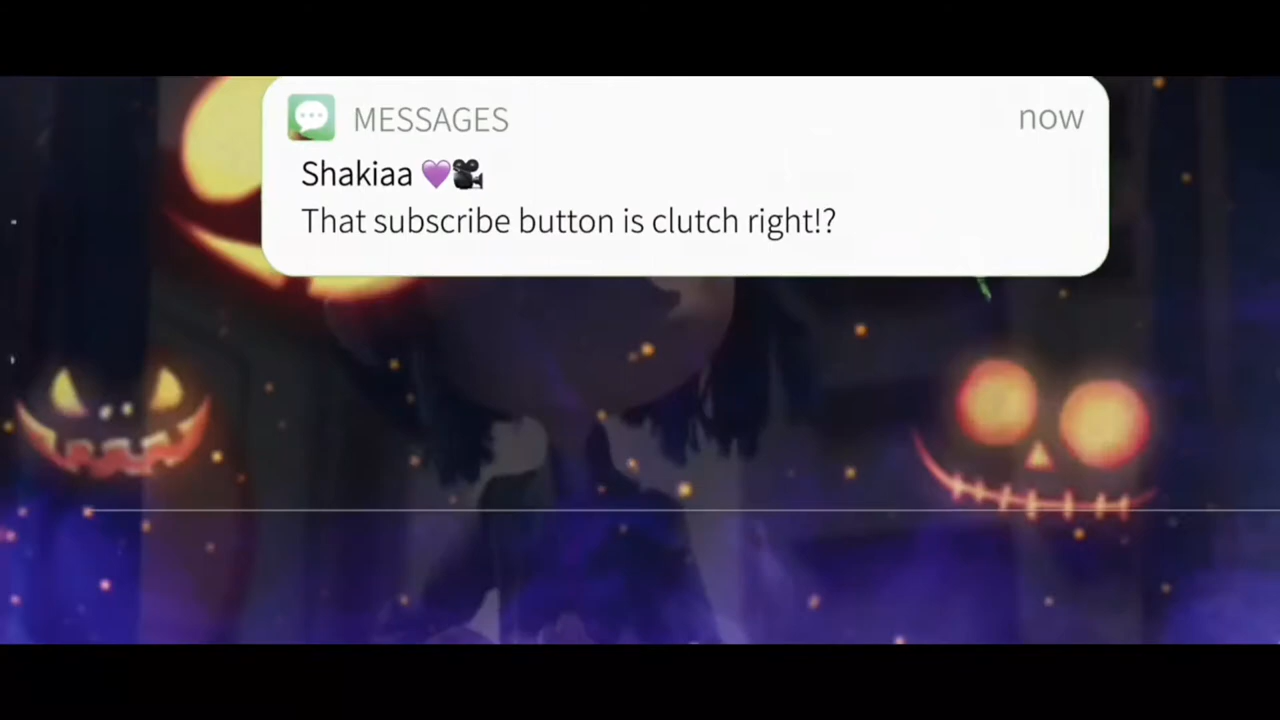 MESSAGES now
Shakiaa 💜🎥
That subscribe button is clutch right!?